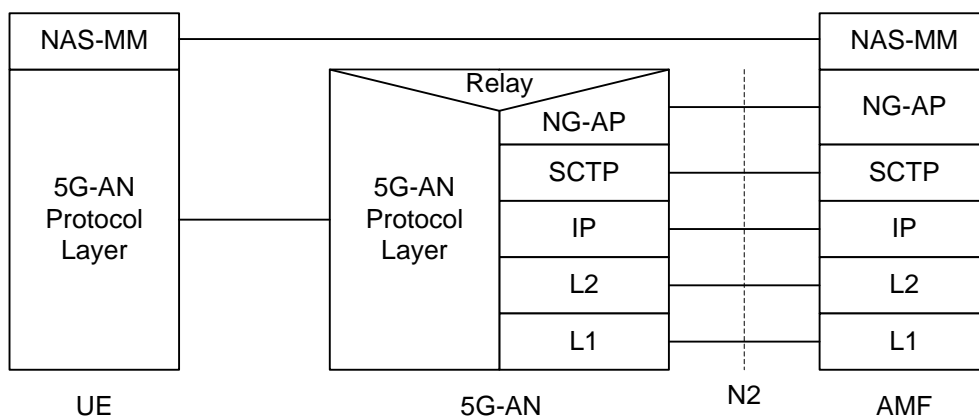 NAS-MM
NAS-MM
Relay
NG-AP
NG-AP
SCTP
SCTP
5G-AN
Protocol
Layer
5G-AN
Protocol
Layer
IP
IP
L2
L2
L1
L1
UE
5G-AN
N2
AMF